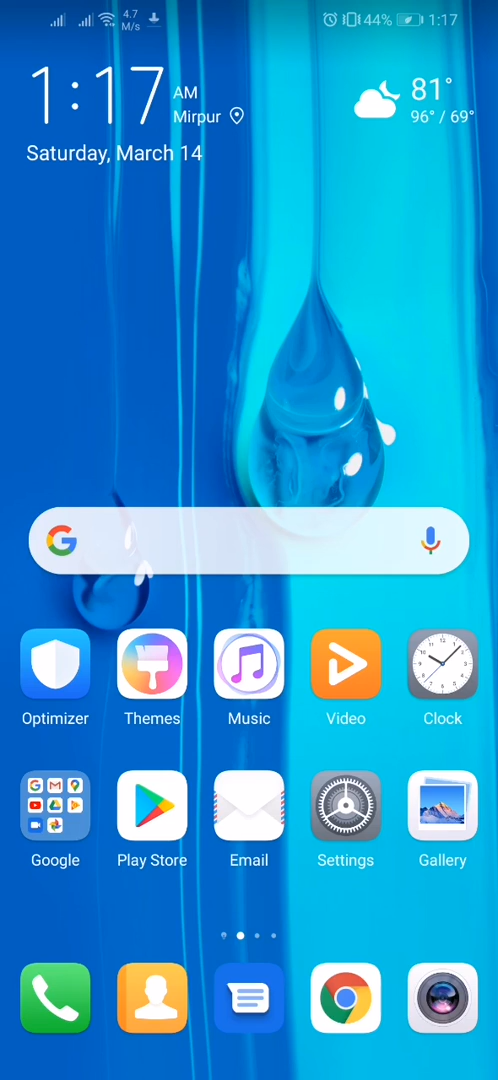 4.7
M/s
44%
1:17
1:17 AM
Mirpur
81°
96° / 69°
Saturday, March 14
Optimizer
Themes
Music
Video
Clock
Google
Play Store
Email
Settings
Gallery